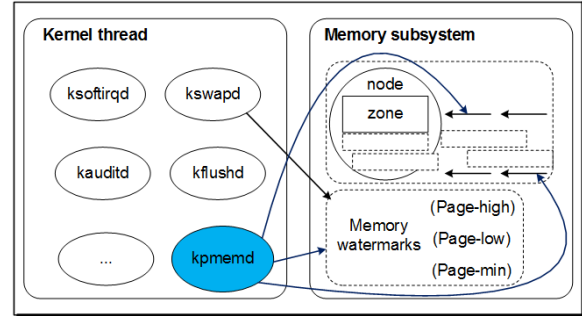 Kernel thread
ksoftirqd
kswapd
kauditd
kflushd
...
kpmemd
Memory subsystem
node
zone
Memory
watermarks
(Page-high)
(Page-low)
(Page-min)